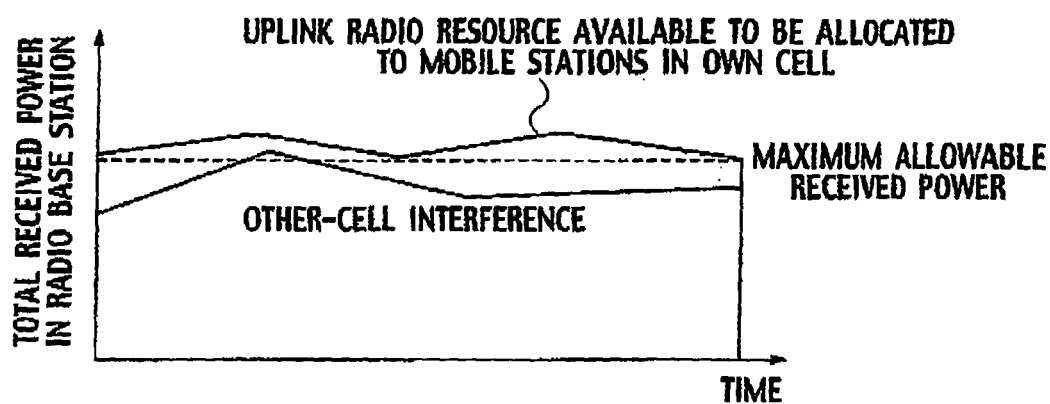 UPLINK RADIO RESOURCE AVAILABLE TO BE ALLOCATED
TO MOBILE STATIONS IN OWN CELL
TOTAL RECEIVED POWER
IN RADIO BASE STATION
MAXIMUM ALLOWABLE
RECEIVED POWER
OTHER-CELL INTERFERENCE
TIME